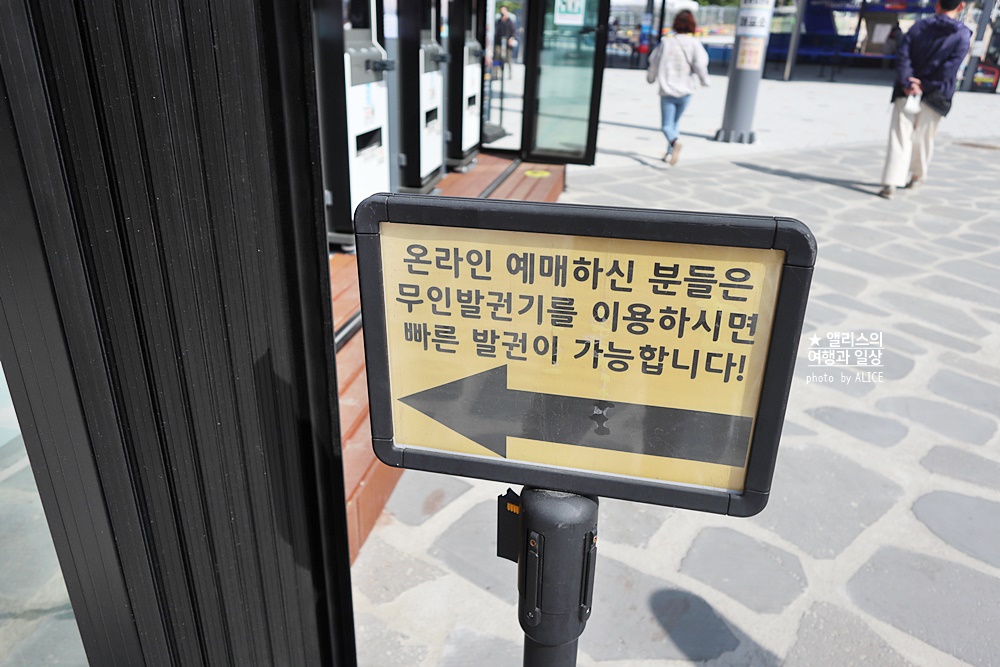 온라인 예매하신 분들은
무인발권기를 이용하시면
빠른 발권이 가능합니다!
★ 앨리스의
여행과 일상
photo by ALICE